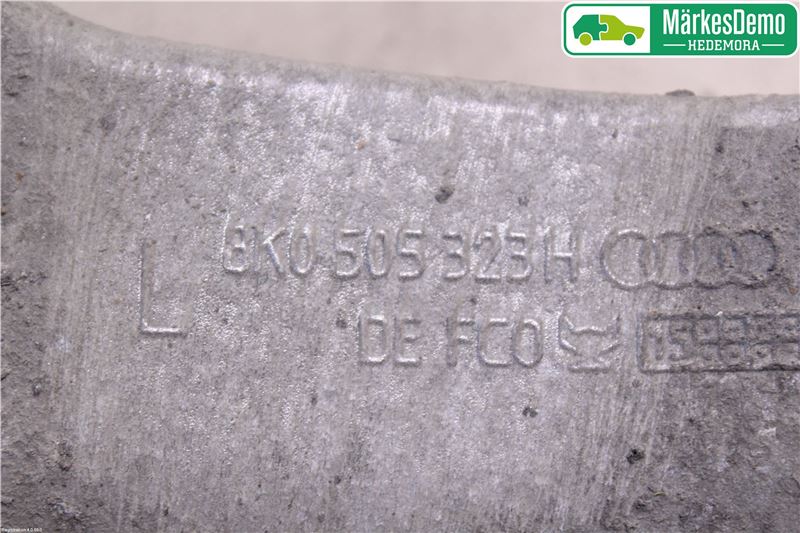 MärkesDemo
HEDEMORA
8K0 505 323 H
L
DE FCO